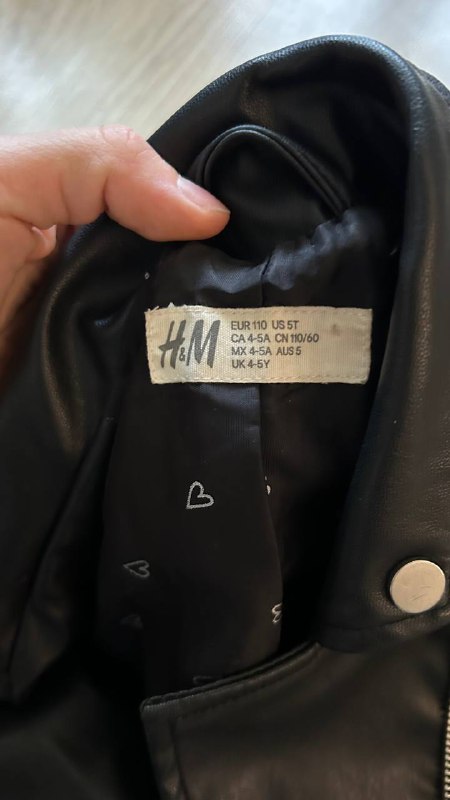 H&M
EUR 110 US 5T
CA 4-5A CN 110/60
MX 4-5A AUS 5
UK 4-5Y